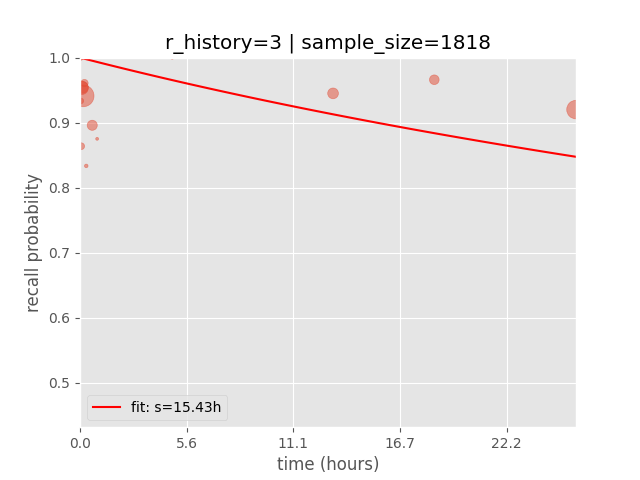 r_history=3 | sample_size=1818
1.0
0.9
0.8
0.7
0.6
0.5
recall probability
fit: s=15.43h
0.0 5.6 11.1 16.7 22.2
time (hours)